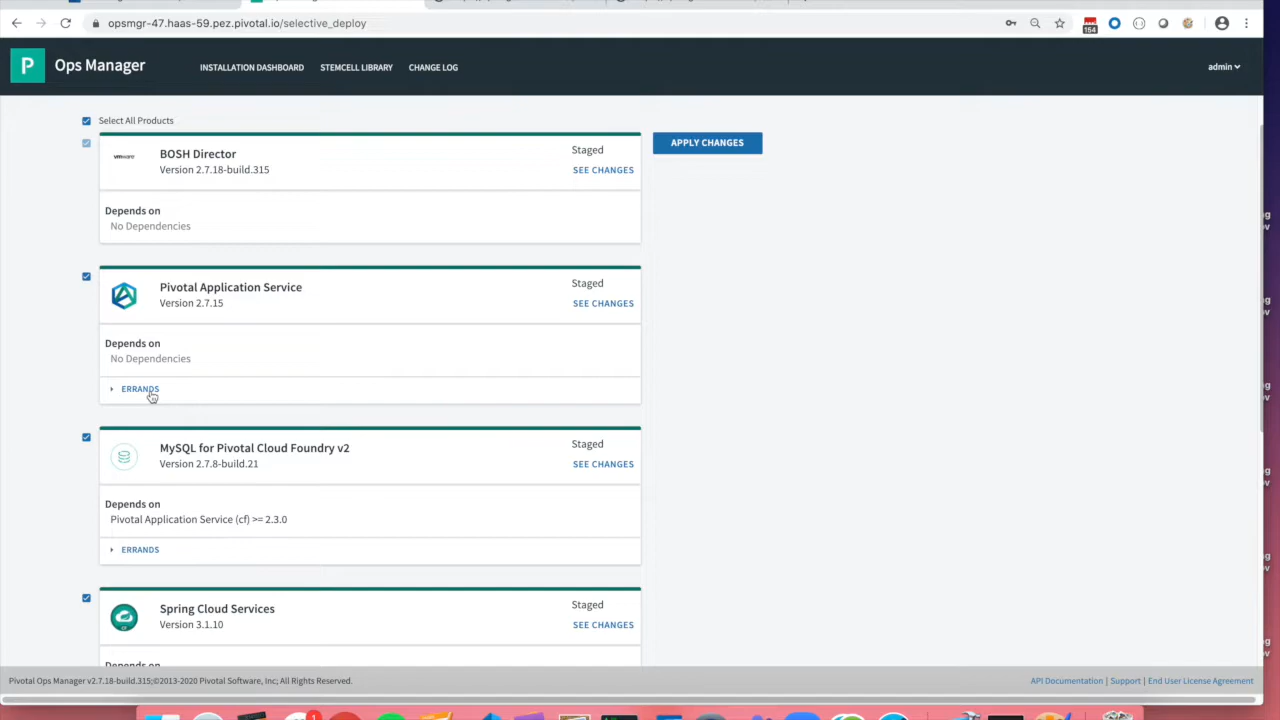 opsmgr-47.haas-59.pez.pivotal.io/selective_deploy
154
P
Ops Manager
INSTALLATION DASHBOARD
STEMCELL LIBRARY
CHANGE LOG
admin
Select All Products
vmware
BOSH Director
Version 2.7.18-build.315
Staged
SEE CHANGES
APPLY CHANGES
Depends on
No Dependencies
Pivotal Application Service
Version 2.7.15
Staged
SEE CHANGES
Depends on
No Dependencies
ERRANDS
MySQL for Pivotal Cloud Foundry v2
Version 2.7.8-build.21
Staged
SEE CHANGES
Depends on
Pivotal Application Service (cf) >= 2.3.0
ERRANDS
Spring Cloud Services
Version 3.1.10
Staged
SEE CHANGES
Depends on
Pivotal Ops Manager v2.7.18-build.315;©2013-2020 Pivotal Software, Inc; All Rights Reserved.
API Documentation | Support | End User License Agreement
1